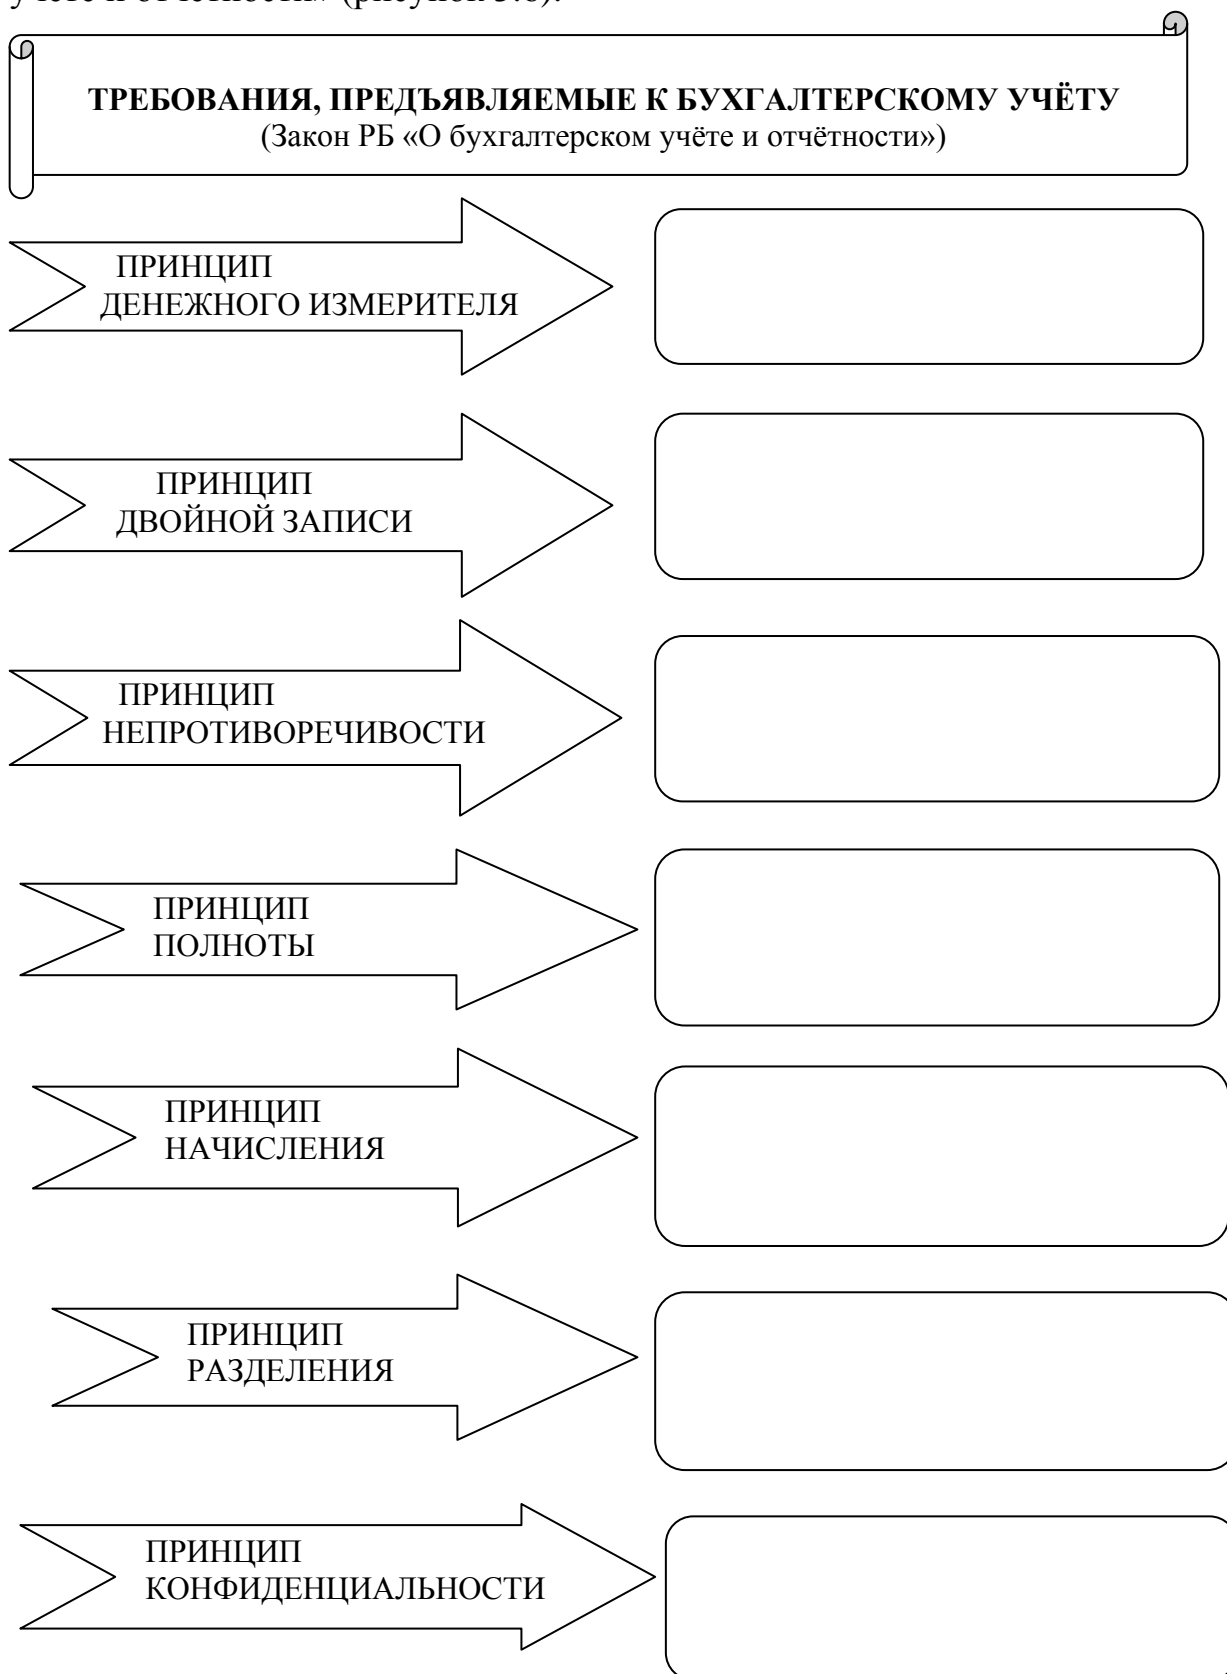 учёте и отчётности» (рисунок 3.6).
ТРЕБОВАНИЯ, ПРЕДЪЯВЛЯЕМЫЕ К БУХГАЛТЕРСКОМУ УЧЁТУ
(Закон РБ «О бухгалтерском учёте и отчётности»)
ПРИНЦИП
ДЕНЕЖНОГО ИЗМЕРИТЕЛЯ
ПРИНЦИП
ДВОЙНОЙ ЗАПИСИ
ПРИНЦИП
НЕПРОТИВОРЕЧИВОСТИ
ПРИНЦИП
ПОЛНОТЫ
ПРИНЦИП
НАЧИСЛЕНИЯ
ПРИНЦИП
РАЗДЕЛЕНИЯ
ПРИНЦИП
КОНФИДЕНЦИАЛЬНОСТИ